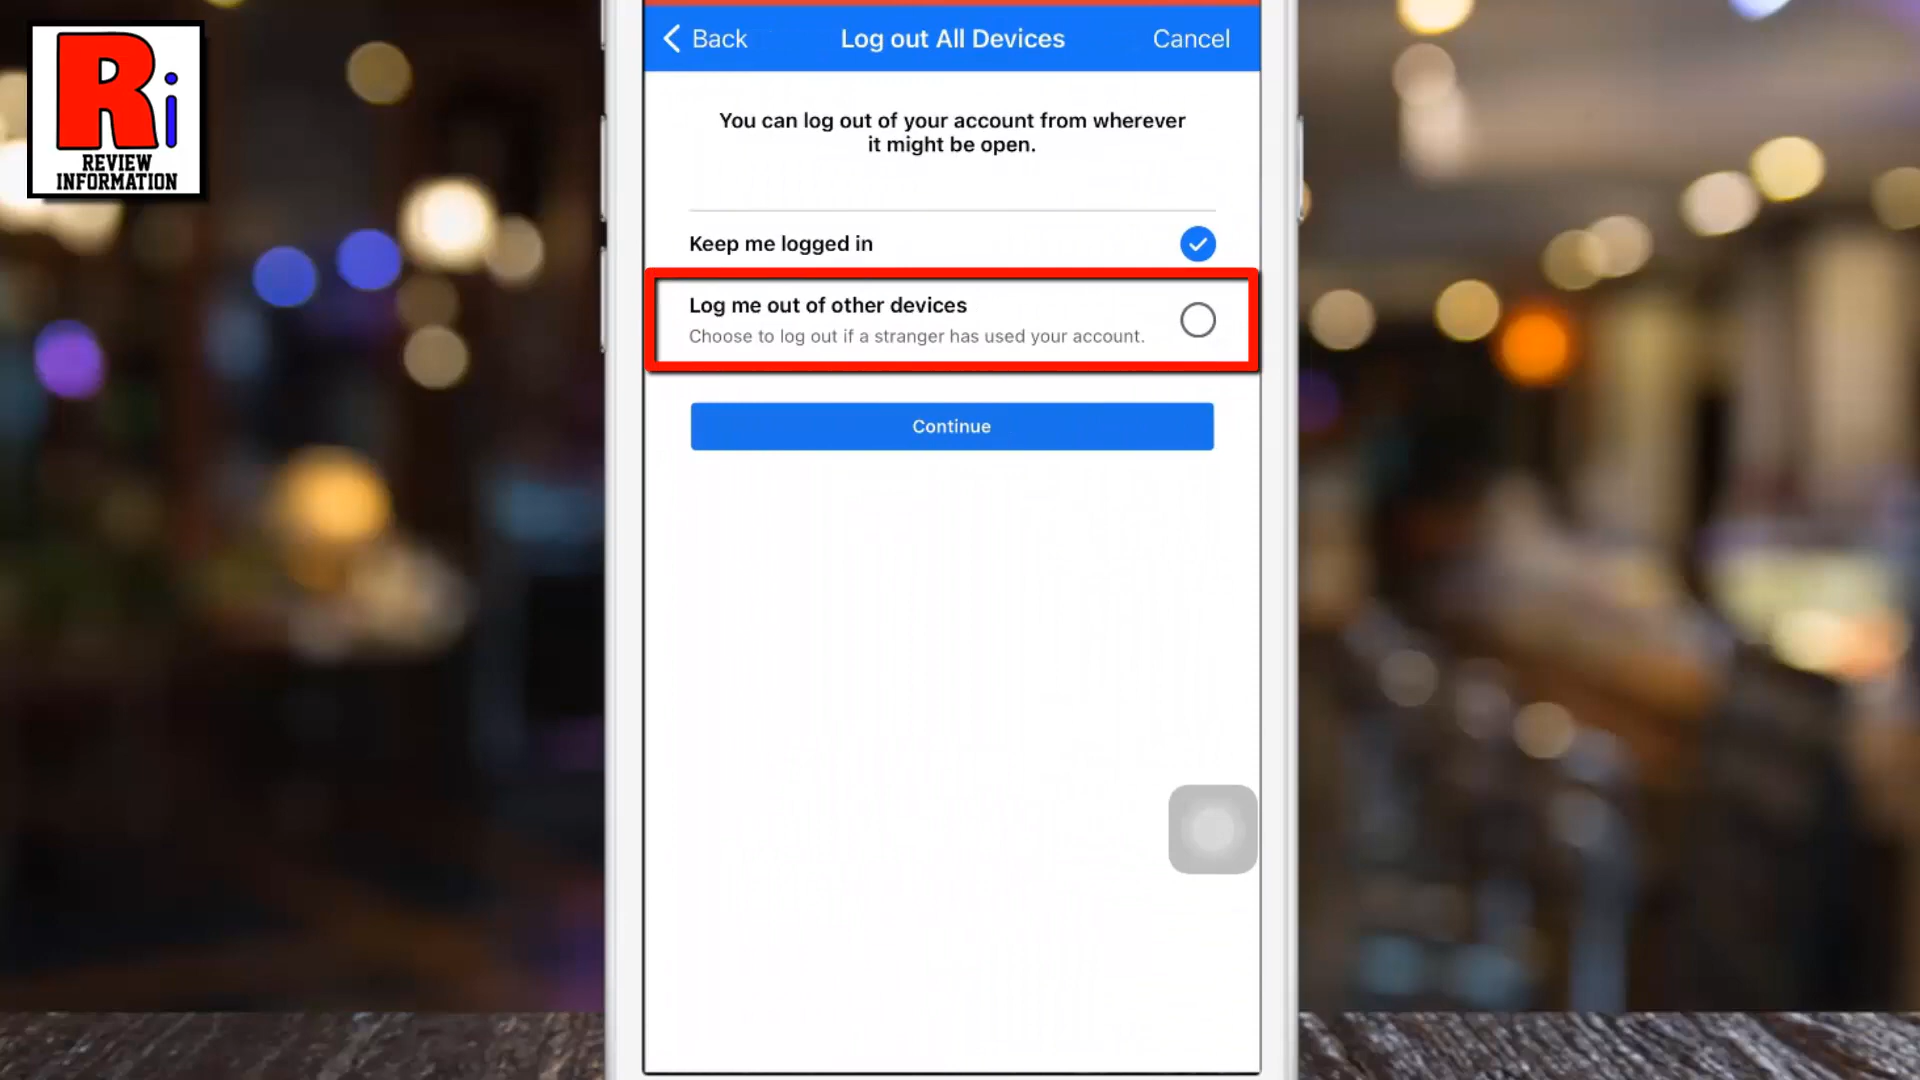 Ri
REVIEW
INFORMATION
Back
Log out All Devices
Cancel
You can log out of your account from wherever
it might be open.
Keep me logged in
Log me out of other devices
Choose to log out if a stranger has used your account.
Continue